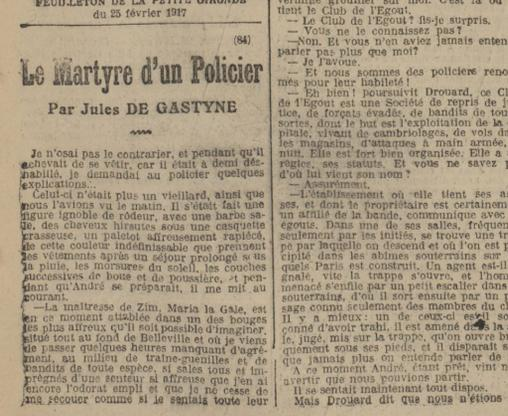 FEUILLETON DE LA PETITE GIRONDE
du 25 février 1917
(84)
Le Martyre d'un Policier
Par Jules DE GASTYNE
Je n'osai pas le contrarier, et pendant qu'il
achevait de se vêtir, car il était à demi dés-
habillé, je demandai au policier quelques
explications...
Celui-ci n'était plus un vieillard, ainsi que
nous l'avions vu le matin. Il s'était fait une
figure ignoble de rôdeur, avec une barbe sa-
le, des cheveux hirsutes sous une casquette
crasseuse, un paletot affreusement rapiécé,
de cette couleur indéfinissable que prennent
les vêtements après un séjour prolongé sous
la pluie, les morsures du soleil, les couches
successives de boue et de poussière, et pen-
dant qu'André se préparait, il me mit au
courant.
—La maîtresse de Zim, Maria la Gale, est
en ce moment attablée dans un des bouges
les plus affreux qu'il soit possible d'imaginer,
situé tout au fond de Belleville et où je viens
de passer quelques heures manquant d'agré-
ment, au milieu de traîne-guenilles et de
bandits de toute espèce, si sales tous et im-
prégnés d'une senteur si affreuse que j'en ai
encore l'odorat empli et que je ne cesse de
me secouer comme si je sentais toute leur
grouiller sur moi. C'est là où
tient le Club de l'Egout.
— Le Club de l'Egout? fis-je surpris.
— Vous ne le connaissez pas?
—Non. Et vous n'en aviez jamais enten
parler pas plus que moi?
— Je l'avoue.
— Et nous sommes des policiers reno
més pour leur habileté!
— Eh bien! poursuivit Drouard, ce Cl
de l'Egout est une Société de repris de ju
tice, de forçats évadés, de bandits de tou
sortes, dont le but est l'exploitation de la
pitale, vivant de cambriolages, de vols da
les magasins, d'attaques à main armée,
nuit. Elle est fort bien organisée. Elle a
règles, ses statuts. Et vous ne savez p
d'où lui vient son nom?
— Assurément.
—L'établissement où elle tient ses a
ses, et dont le propriétaire est certainem
un affilié de la bande, communique avec
égouts. Dans une de ses salles, fréquen
seulement par les initiés, se trouve une tr
pe par laquelle on descend et où l'on est p
cipité dans les abîmes souterrains sur
quels Paris est construit. Un agent est-il
gnalé, vite la trappe s'ouvre, et l'hom
menacé s'enfile par un petit escalier dans
souterrains, d'où il sort ensuite par un p
sage connu seulement des membres du cl
Il y a mieux: un de ceux-ci est-il so
çonné d'avoir trahi, il est amené dans la s
le, jugé, mis sur la trappe, qu'on ouvre br
quement sous ses pieds, et il disparaît s
que jamais plus on entende parler de
A ce moment André, étant prêt, vint n
avertir que nous pouvions partir.
Il se sentait maintenant tout dispos.
Mais Drouard dit que nous n'étions